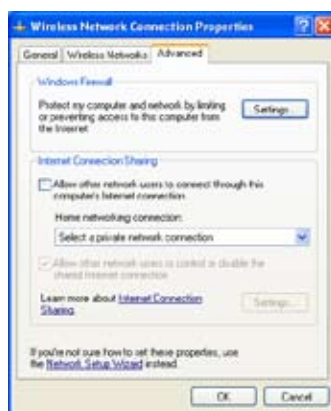 Wireless Network Connection Properties
General Wireless Networks Advanced
Windows Firewall
Protect my computer and network by limiting
or preventing access to this computer from
the Internet
Settings...
Internet Connection Sharing
Allow other network users to connect through this
computer's Internet connection
Home networking connection:
Select a private network connection
Allow other network users to control or disable the
shared Internet connection
Learn more about Internet Connection
Sharing.
Settings...
If you're not sure how to set these properties, use
the Network Setup Wizard instead.
OK Cancel